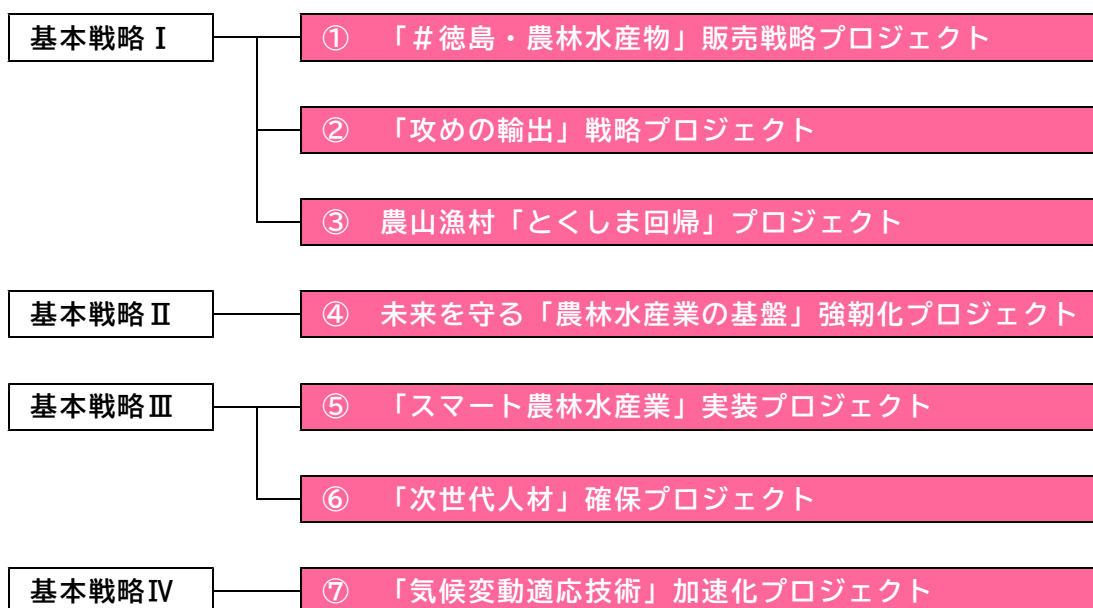 基本戦略Ⅰ
① 「＃徳島・農林水産物」販売戦略プロジェクト
② 「攻めの輸出」戦略プロジェクト
③ 農山漁村「とくしま回帰」プロジェクト
基本戦略Ⅱ
④ 未来を守る「農林水産業の基盤」強靭化プロジェクト
基本戦略Ⅲ
⑤ 「スマート農林水産業」実装プロジェクト
⑥ 「次世代人材」確保プロジェクト
基本戦略Ⅳ
⑦ 「気候変動適応技術」加速化プロジェクト